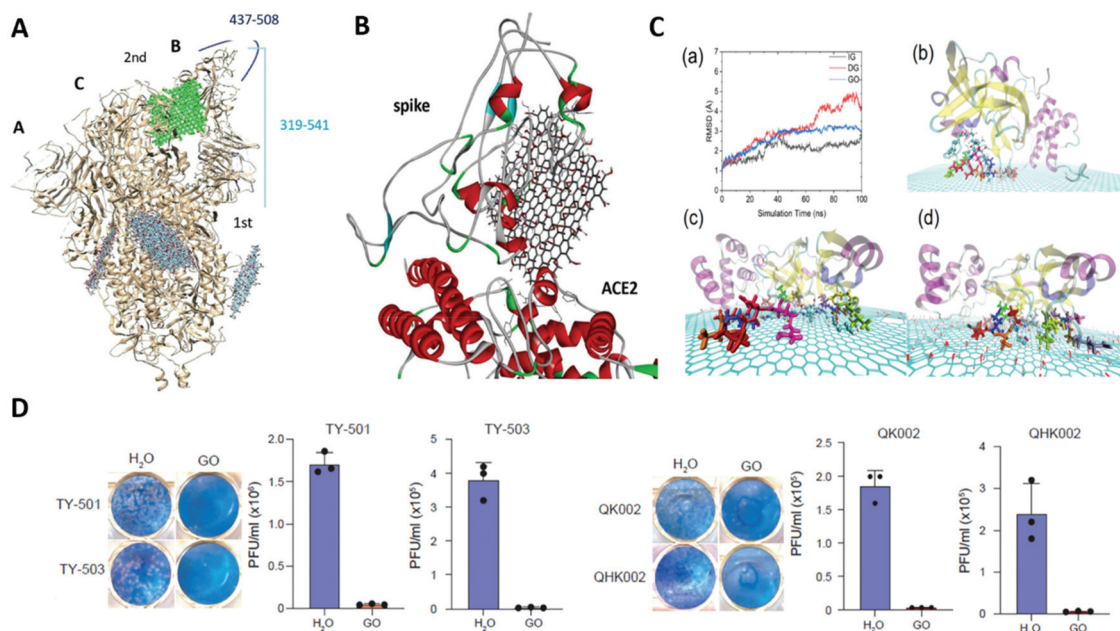 A
437-508
2nd
B
C
A
319-541
1st
B
spike
ACE2
C
(a)
RMSD (Å)
7
6
5
4
3
2
1
0
IG
DG
GO
0 20 40 60 80 100
Simulation Time (ns)
(b)
(c)
(d)
D
H₂O GO
TY-501
TY-503
TY-501
PFU/ml (x10⁶)
2.0
1.5
1.0
0.5
0
H₂O GO
TY-503
PFU/ml (x10⁵)
5
4
3
2
1
0
H₂O GO
H₂O GO
QK002
QHK002
QK002
PFU/ml (x10⁵)
2.5
2.0
1.5
1.0
0.5
0
H₂O GO
QHK002
PFU/ml (x10⁵)
4
3
2
1
0
H₂O GO